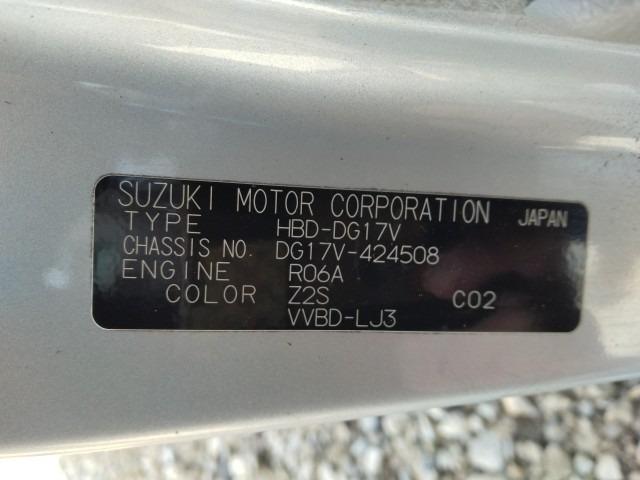 SUZUKI MOTOR CORPORATION JAPAN
TYPE HBD-DG17V
CHASSIS NO. DG17V-424508
ENGINE R06A
COLOR Z2S C02
VVBD-LJ3